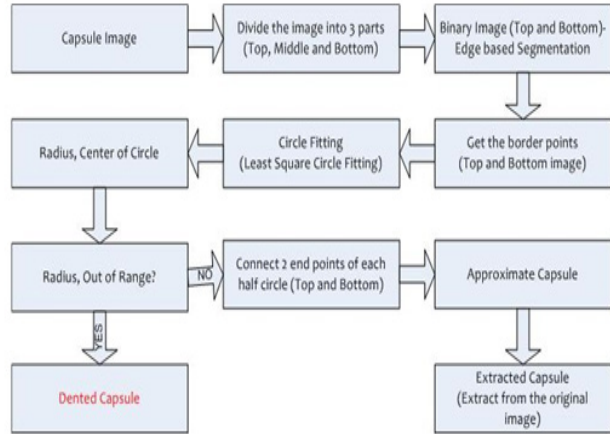 Capsule Image
Divide the image into 3 parts
(Top, Middle and Bottom)
Binary Image (Top and Bottom)-
Edge based Segmentation
Radius, Center of Circle
Circle Fitting
(Least Square Circle Fitting)
Get the border points
(Top and Bottom image)
Radius, Out of Range?
NO
Connect 2 end points of each
half circle (Top and Bottom)
Approximate Capsule
YES
Dented Capsule
Extracted Capsule
(Extract from the original
image)